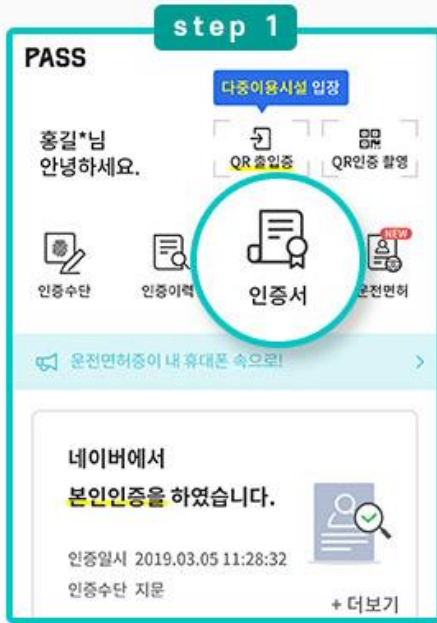 step 1
PASS
다중이용시설 입장
홍길*님
안녕하세요.
QR 출입증
QR인증 촬영
인증수단
인증이력
인증서
NEW
운전면허
운전면허증이 내 휴대폰 속으로!
네이버에서
본인인증을 하였습니다.
인증일시 2019.03.05 11:28:32
인증수단 지문
+ 더보기